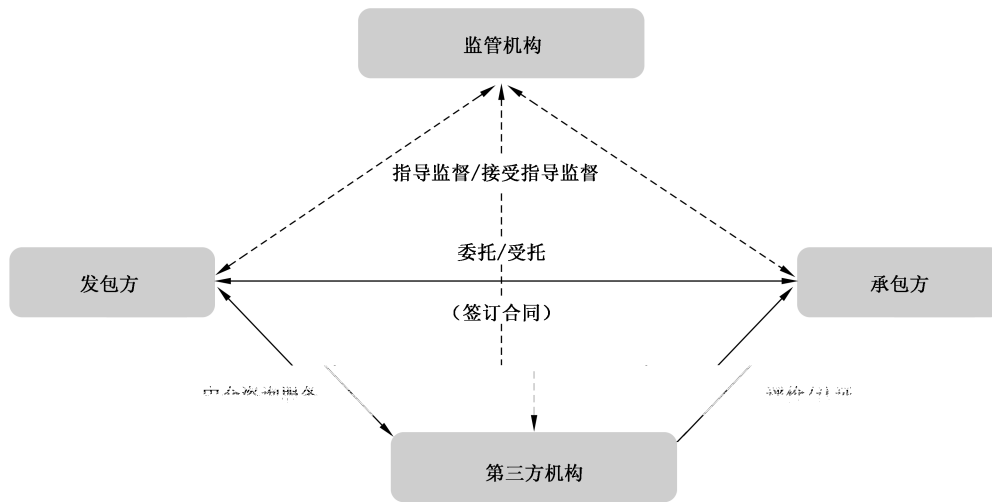 监管机构
指导监督/接受指导监督
委托/受托
发包方
承包方
（签订合同）
第三方机构